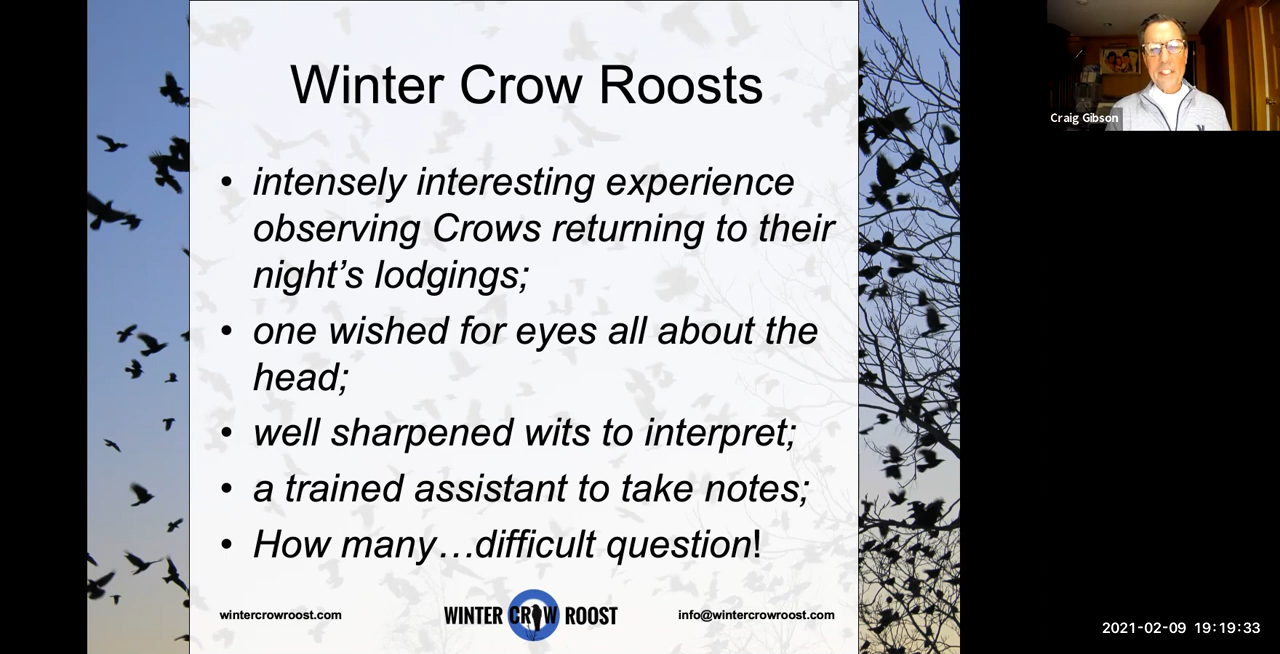 Winter Crow Roosts
• intensely interesting experience
observing Crows returning to their
night's lodgings;
• one wished for eyes all about the
head;
• well sharpened wits to interpret;
• a trained assistant to take notes;
• How many…difficult question!
wintercrowroost.com
WINTER CROW ROOST
info@wintercrowroost.com
Craig Gibson
2021-02-09 19:19:33